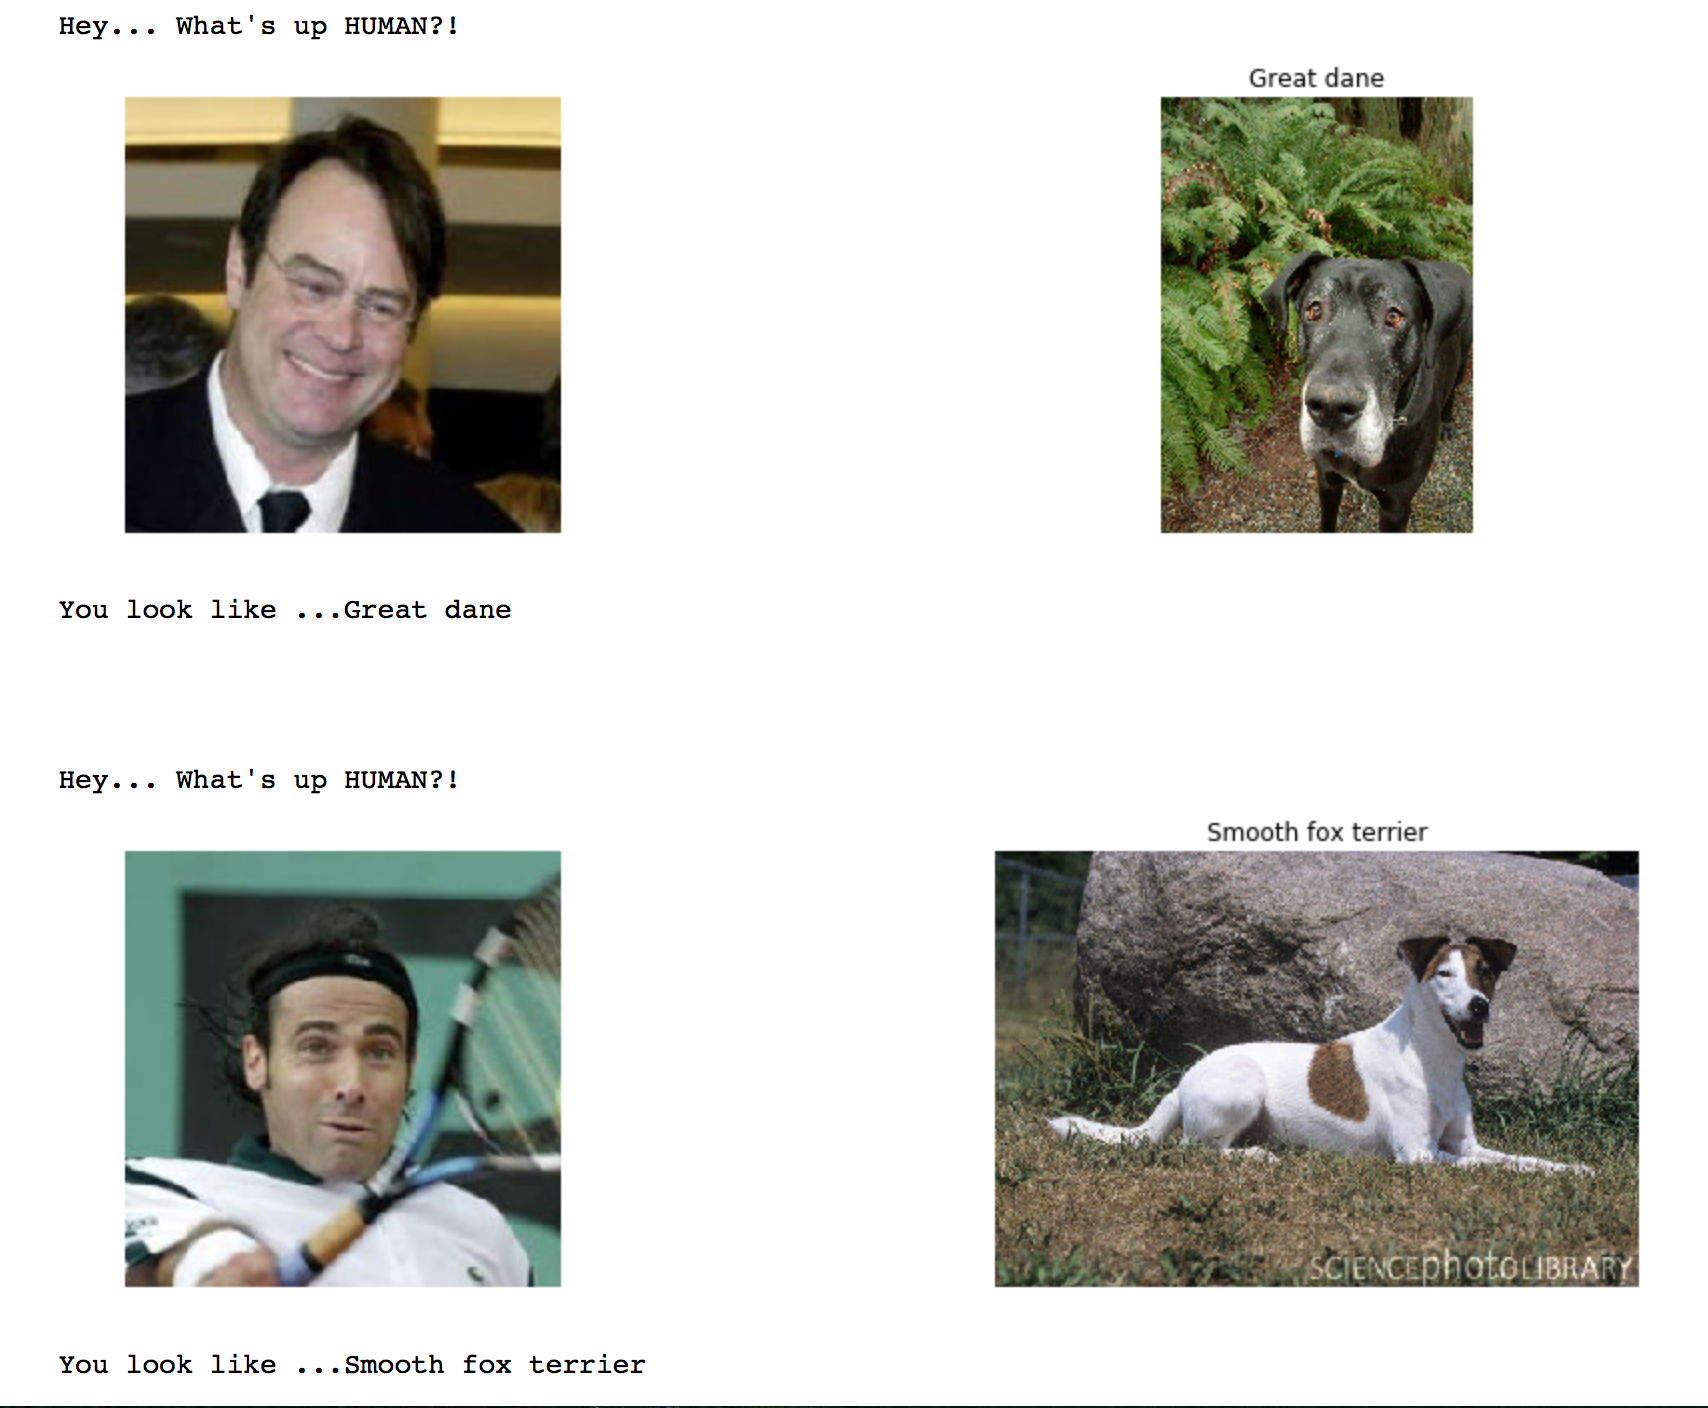 Hey... What's up HUMAN?!
Great dane
You look like ...Great dane
Hey... What's up HUMAN?!
Smooth fox terrier
SCIENCEphotoLIBRARY
You look like ...Smooth fox terrier